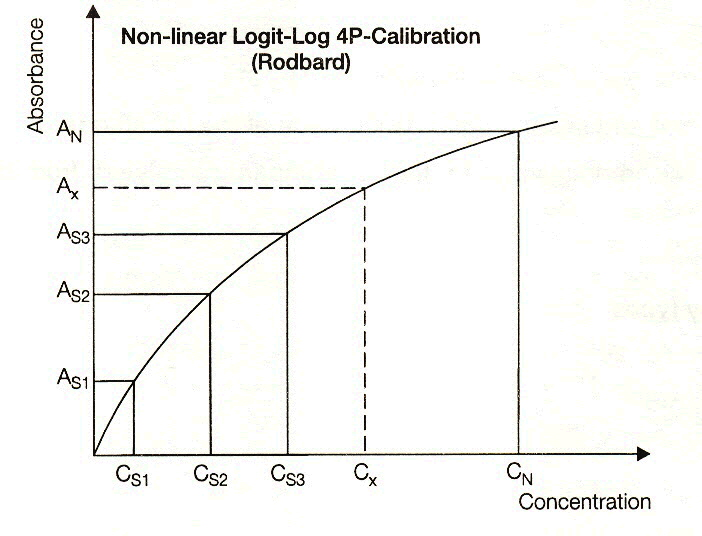 Non-linear Logit-Log 4P-Calibration
(Rodbard)
Absorbance
A_N
A_x
A_S3
A_S2
A_S1
C_S1 C_S2 C_S3 C_x C_N
Concentration